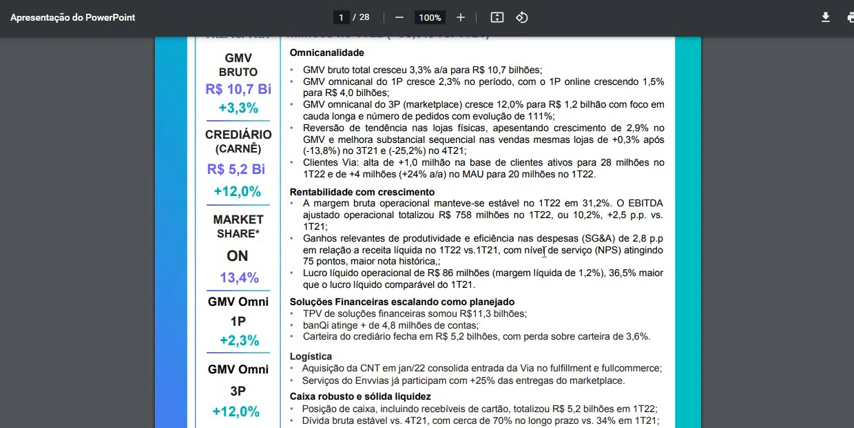 Apresentação do PowerPoint
1 / 28
100%
GMV
BRUTO
R$ 10,7 Bi
+3,3%
CREDIÁRIO
(CARNÊ)
R$ 5,2 Bi
+12,0%
MARKET
SHARE*
ON
13,4%
GMV Omni
1P
+2,3%
GMV Omni
3P
+12,0%
Omnicanalidade
• GMV bruto total cresceu 3,3% a/a para R$ 10,7 bilhões;
• GMV omnicanal do 1P cresce 2,3% no período, com o 1P online crescendo 1,5%
para R$ 4,0 bilhões;
• GMV omnicanal do 3P (marketplace) cresce 12,0% para R$ 1,2 bilhão com foco em
cauda longa e número de pedidos com evolução de 111%;
• Reversão de tendência nas lojas físicas, apesentando crescimento de 2,9% no
GMV e melhora substancial sequencial nas vendas mesmas lojas de +0,3% após
(-13,8%) no 3T21 e (-25,2%) no 4T21;
• Clientes Via: alta de +1,0 milhão na base de clientes ativos para 28 milhões no
1T22 e de +4 milhões (+24% a/a) no MAU para 20 milhões no 1T22.
Rentabilidade com crescimento
• A margem bruta operacional manteve-se estável no 1T22 em 31,2%. O EBITDA
ajustado operacional totalizou R$ 758 milhões no 1T22, ou 10,2%, +2,5 p.p. vs.
1T21;
• Ganhos relevantes de produtividade e eficiência nas despesas (SG&A) de 2,8 p.p
em relação a receita líquida no 1T22 vs.1T21, com nível de serviço (NPS) atingindo
75 pontos, maior nota histórica,;
• Lucro líquido operacional de R$ 86 milhões (margem líquida de 1,2%), 36,5% maior
que o lucro líquido comparável do 1T21.
Soluções Financeiras escalando como planejado
• TPV de soluções financeiras somou R$11,3 bilhões;
• banQi atinge + de 4,8 milhões de contas;
• Carteira do crediário fecha em R$ 5,2 bilhões, com perda sobre carteira de 3,6%.
Logística
• Aquisição da CNT em jan/22 consolida entrada da Via no fulfillment e fullcommerce;
• Serviços do Envvias já participam com +25% das entregas do marketplace.
Caixa robusto e sólida liquidez
• Posição de caixa, incluindo recebíveis de cartão, totalizou R$ 5,2 bilhões em 1T22;
• Dívida bruta estável vs. 4T21, com cerca de 70% no longo prazo vs. 34% em 1T21;